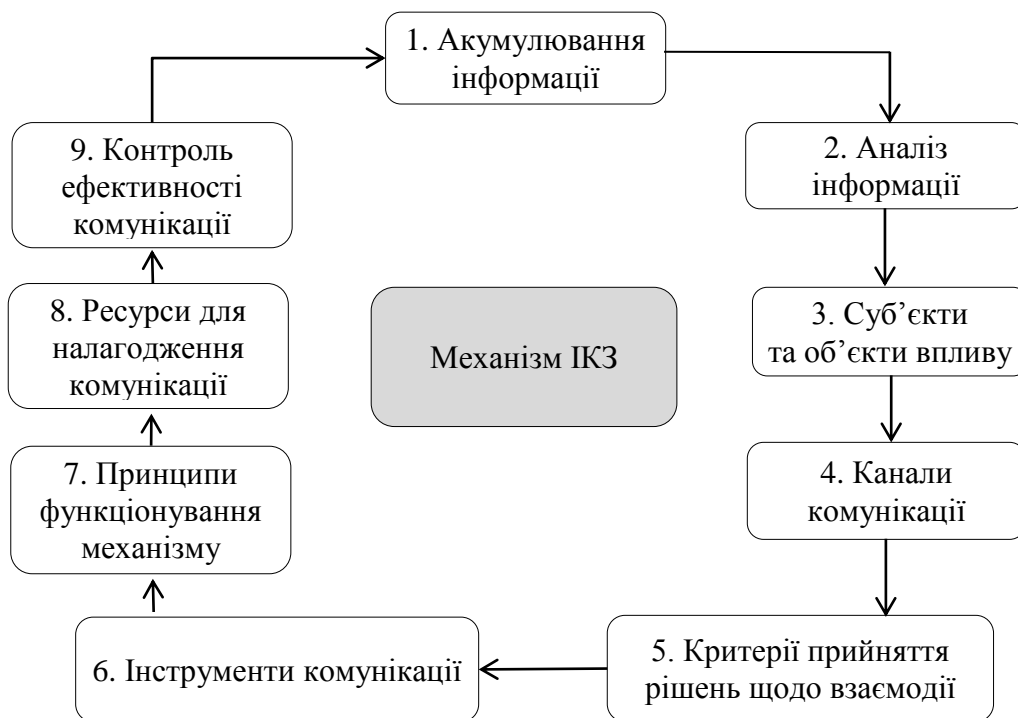 1. Акумулювання
інформації
2. Аналіз
інформації
3. Суб’єкти
та об’єкти впливу
4. Канали
комунікації
5. Критерії прийняття
рішень щодо взаємодії
6. Інструменти комунікації
7. Принципи
функціонування
механізму
8. Ресурси для
налагодження
комунікації
9. Контроль
ефективності
комунікації
Механізм ІКЗ